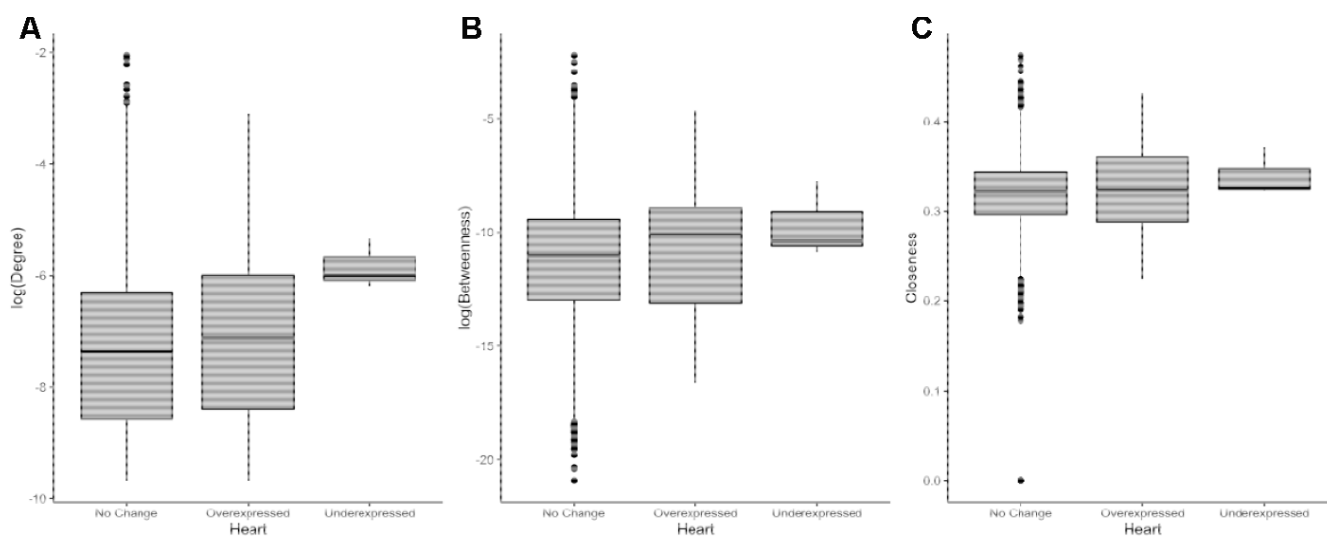 A
log(Degree)
-2
-4
-6
-8
-10
No Change Overexpressed Underexpressed
Heart
B
log(Betweenness)
-5
-10
-15
-20
No Change Overexpressed Underexpressed
Heart
C
Closeness
0.4
0.3
0.2
0.1
0.0
No Change Overexpressed Underexpressed
Heart